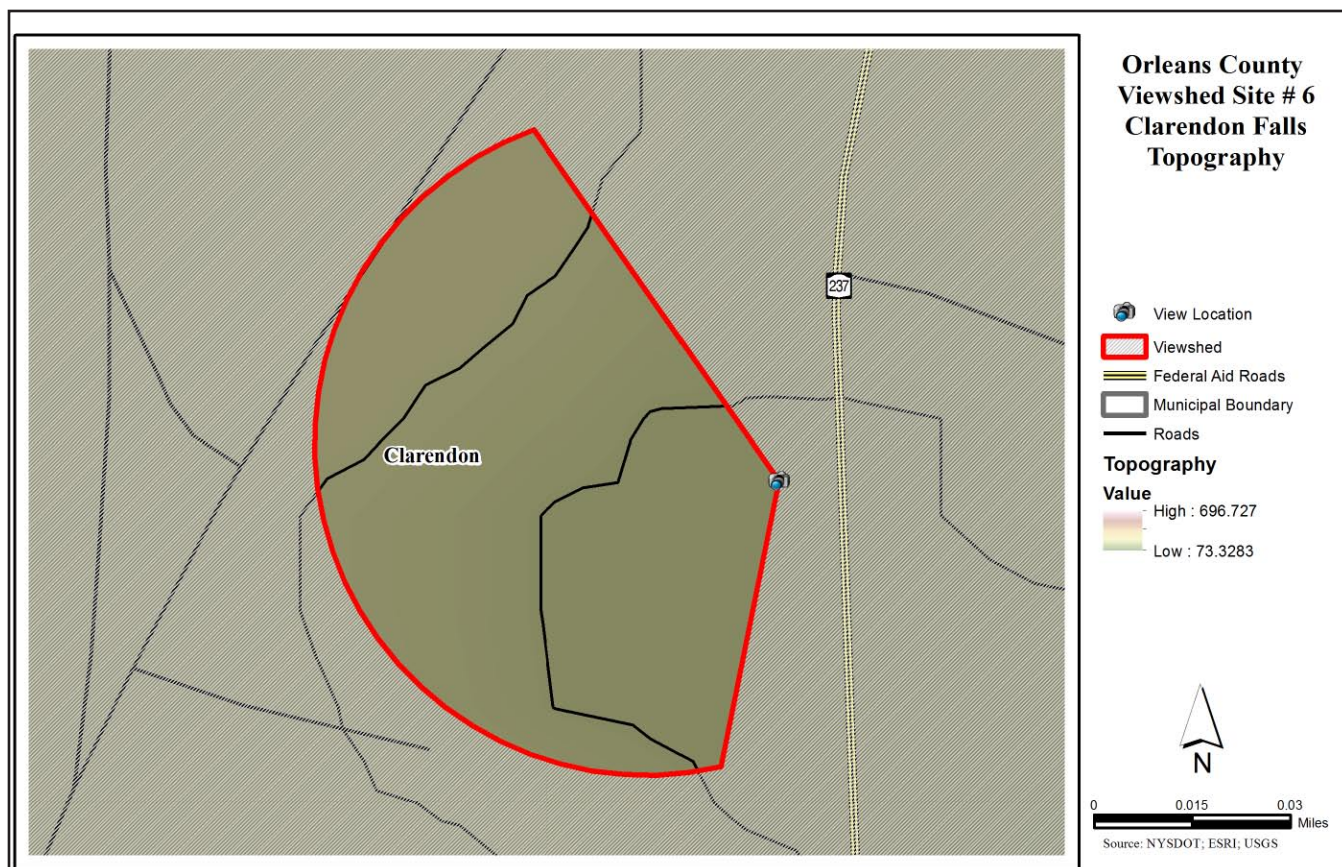 Orleans County
Viewshed Site # 6
Clarendon Falls
Topography
237
Clarendon
View Location
Viewshed
Federal Aid Roads
Municipal Boundary
Roads
Topography
Value
High : 696.727
Low : 73.3283
N
0 0.015 0.03
Miles
Source: NYSDOT; ESRI; USGS